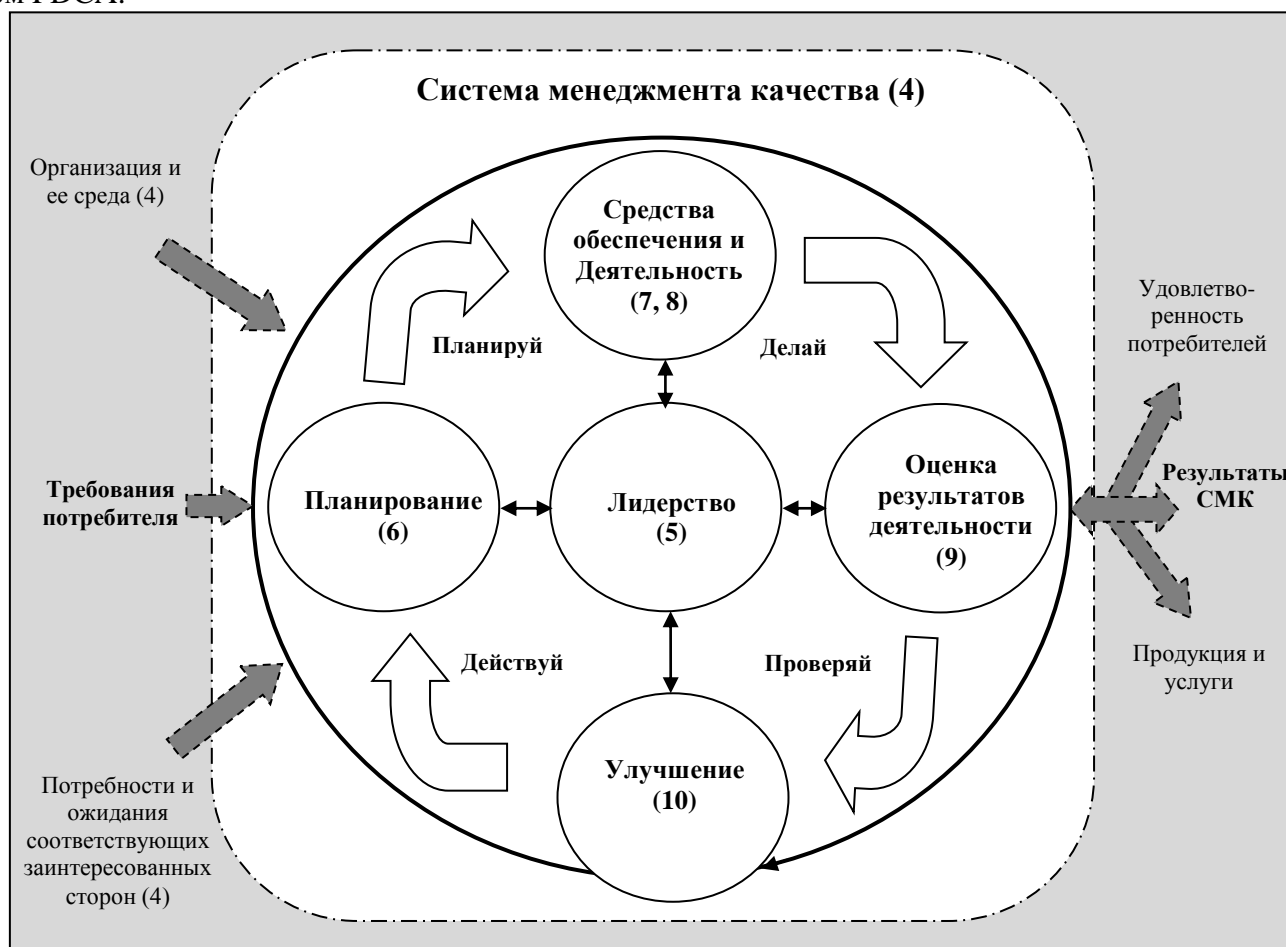 PDCA.
Система менеджмента качества (4)
Организация и
ее среда (4)
Средства
обеспечения и
Деятельность
(7, 8)
Планируй
Делай
Удовлетво-
ренность
потребителей
Требования
потребителя
Планирование
(6)
Лидерство
(5)
Оценка
результатов
деятельности
(9)
Результаты
СМК
Действуй
Проверяй
Продукция и
услуги
Улучшение
(10)
Потребности и
ожидания
соответствующих
заинтересованных
сторон (4)